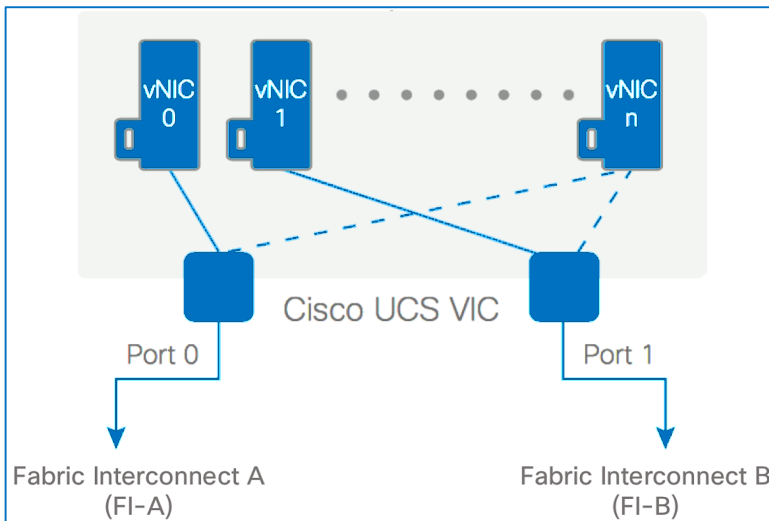 vNIC
0
vNIC
1
vNIC
n
Cisco UCS VIC
Port 0
Port 1
Fabric Interconnect A
(FI-A)
Fabric Interconnect B
(FI-B)